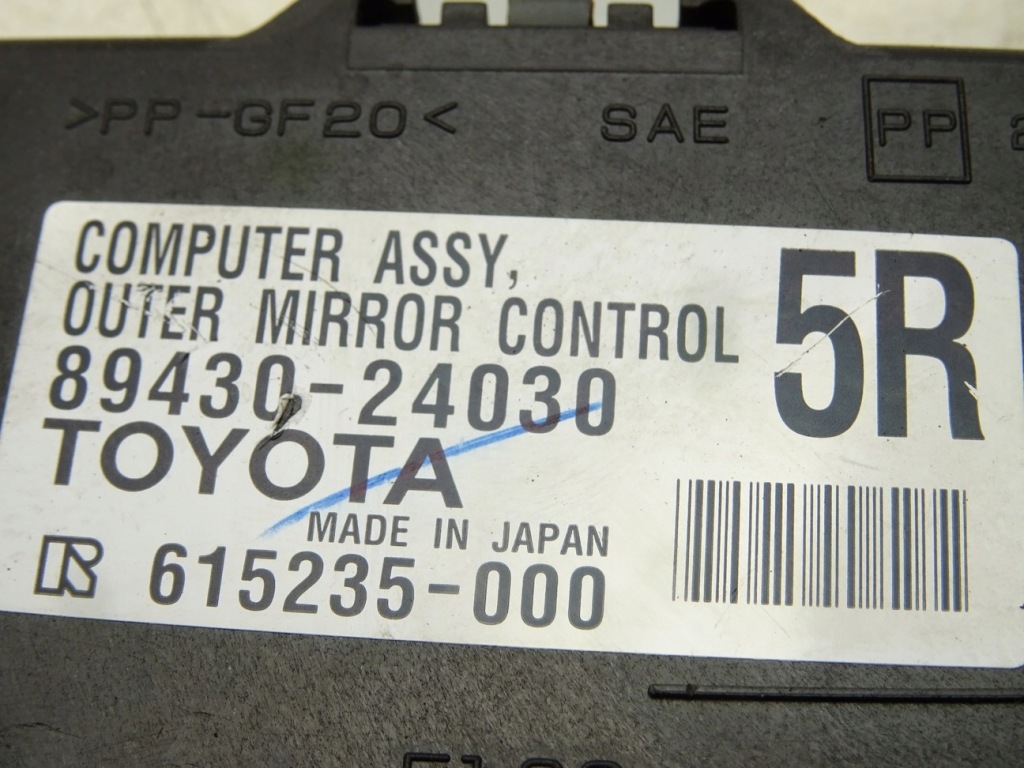 >PP-GF20< SAE PP
COMPUTER ASSY,
OUTER MIRROR CONTROL
5R
89430-24030
TOYOTA
MADE IN JAPAN
R 615235-000